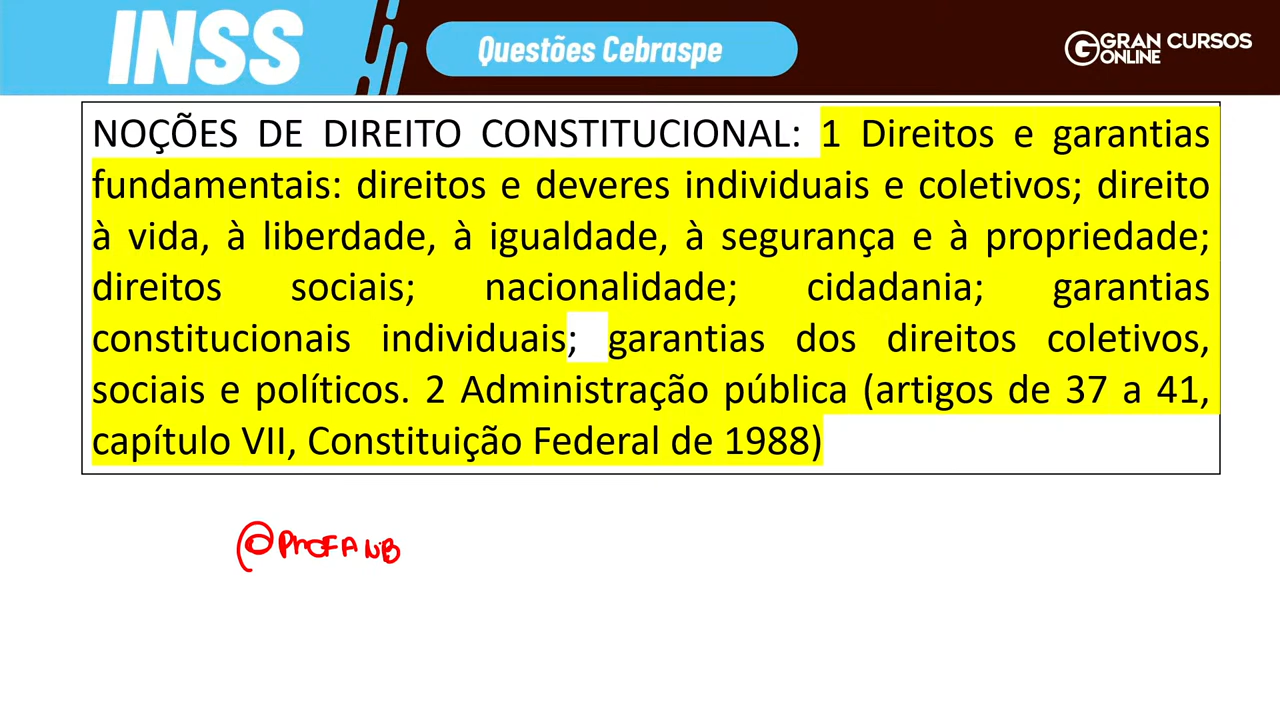 INSS
Questões Cebraspe
GRAN CURSOS
ONLINE
NOÇÕES DE DIREITO CONSTITUCIONAL: 1 Direitos e garantias
fundamentais: direitos e deveres individuais e coletivos; direito
à vida, à liberdade, à igualdade, à segurança e à propriedade;
direitos sociais; nacionalidade; cidadania; garantias
constitucionais individuais; garantias dos direitos coletivos,
sociais e políticos. 2 Administração pública (artigos de 37 a 41,
capítulo VII, Constituição Federal de 1988)
@PROFANB